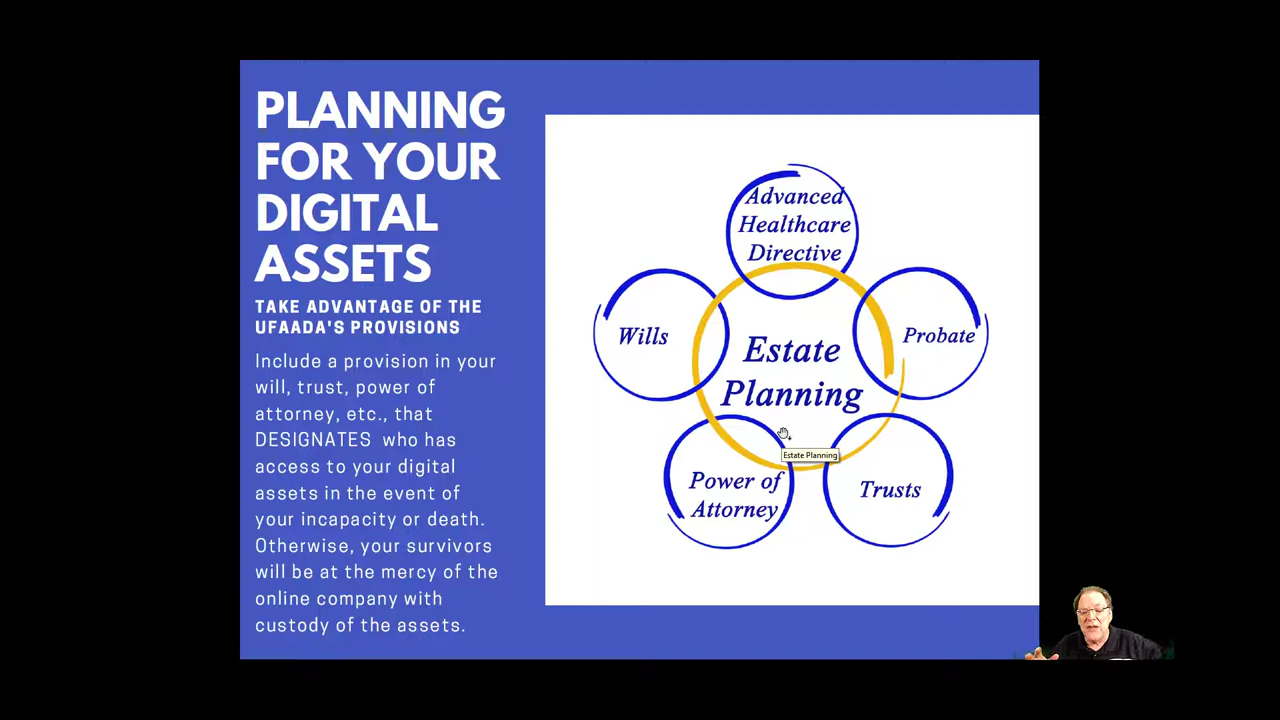 PLANNING
FOR YOUR
DIGITAL
ASSETS
TAKE ADVANTAGE OF THE
UFAADA'S PROVISIONS
Include a provision in your
will, trust, power of
attorney, etc., that
DESIGNATES who has
access to your digital
assets in the event of
your incapacity or death.
Otherwise, your survivors
will be at the mercy of the
online company with
custody of the assets.
Advanced
Healthcare
Directive
Wills
Probate
Estate
Planning
Estate Planning
Power of
Attorney
Trusts